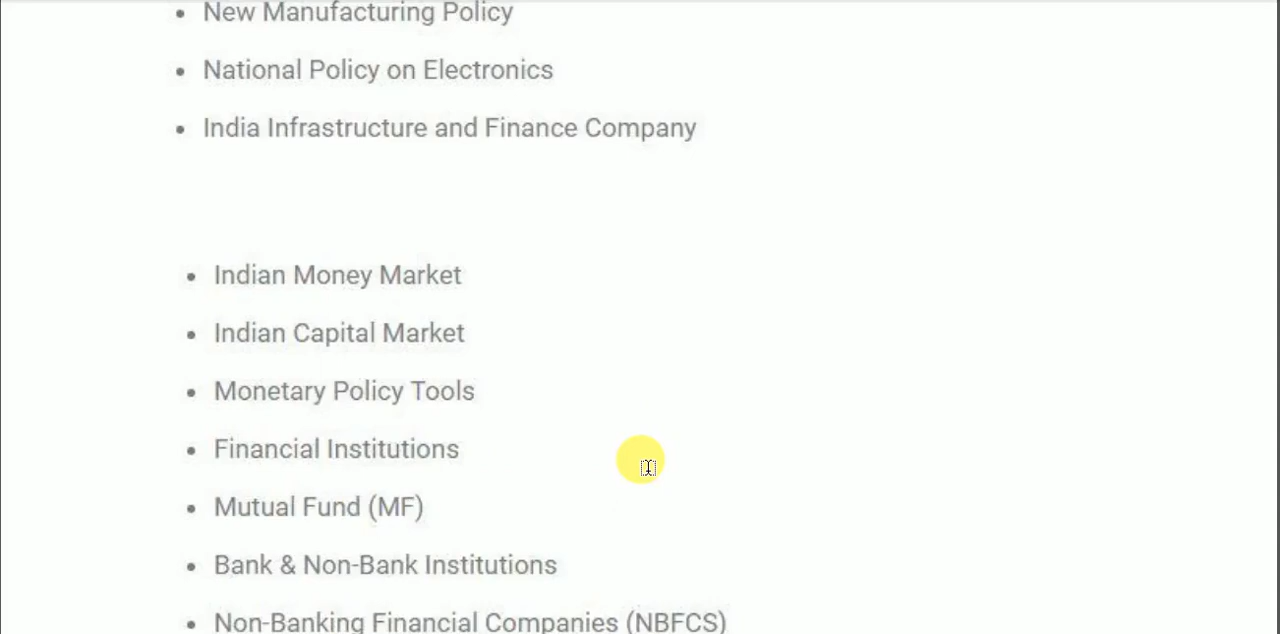 New Manufacturing Policy
National Policy on Electronics
India Infrastructure and Finance Company
Indian Money Market
Indian Capital Market
Monetary Policy Tools
Financial Institutions
Mutual Fund (MF)
Bank & Non-Bank Institutions
Non-Banking Financial Companies (NBFCS)